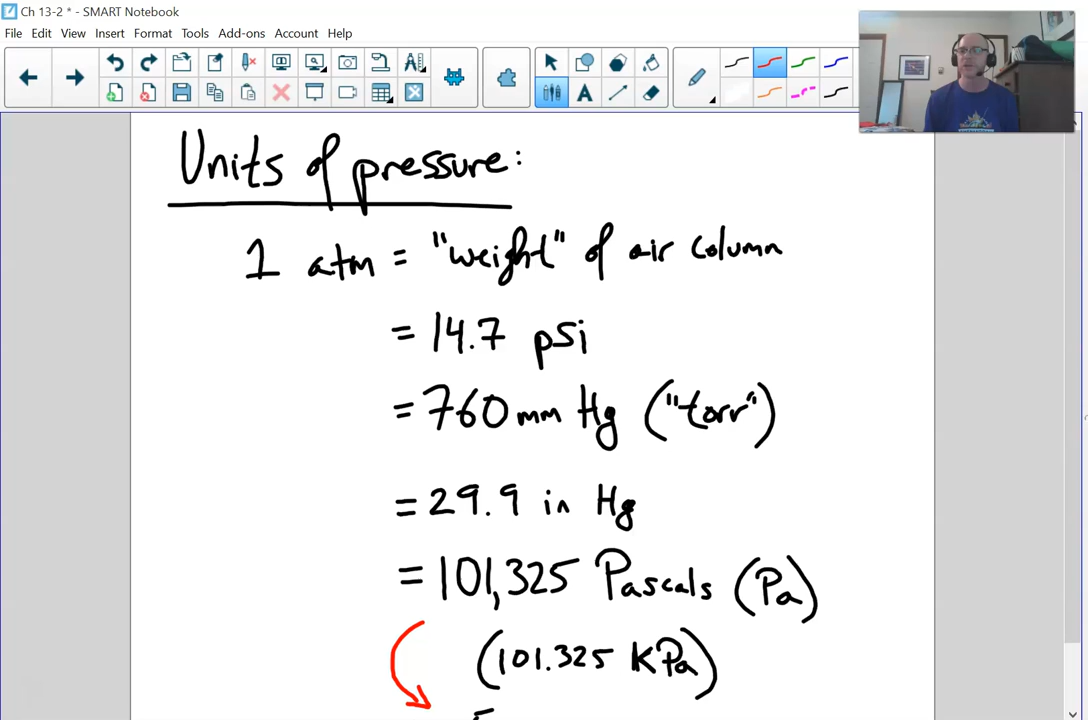 Ch 13-2 * - SMART Notebook
File Edit View Insert Format Tools Add-ons Account Help
Units of pressure:
1 atm = "weight" of air column
= 14.7 psi
= 760 mm Hg ("torr")
= 29.9 in Hg
= 101,325 Pascals (Pa)
(101.325 KPa)